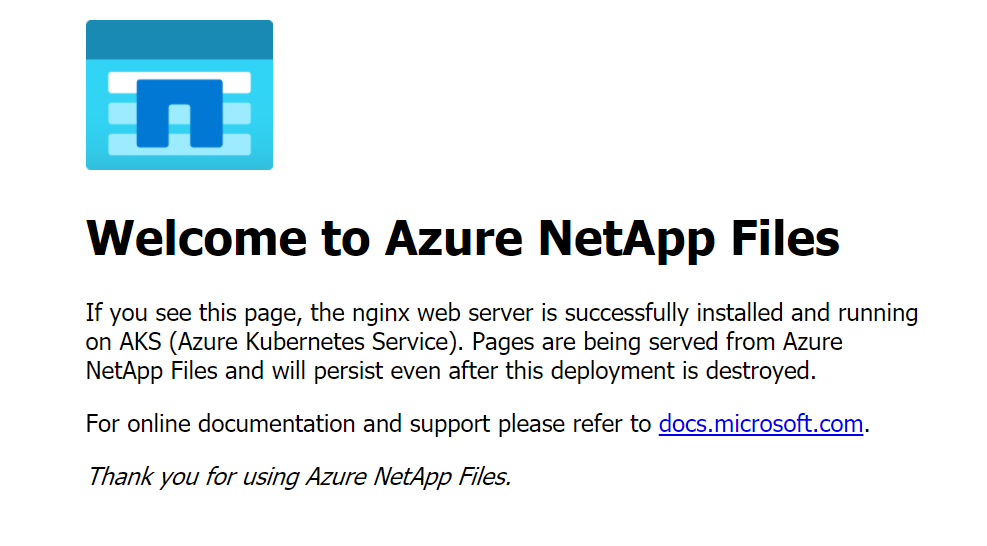 Welcome to Azure NetApp Files
If you see this page, the nginx web server is successfully installed and running
on AKS (Azure Kubernetes Service). Pages are being served from Azure
NetApp Files and will persist even after this deployment is destroyed.
For online documentation and support please refer to docs.microsoft.com.
Thank you for using Azure NetApp Files.